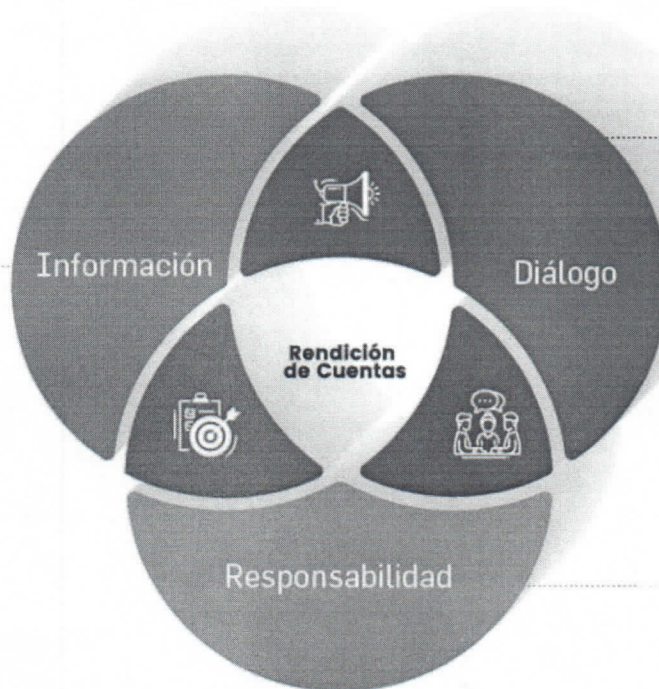 Información
Diálogo
Rendición
de Cuentas
Responsabilidad